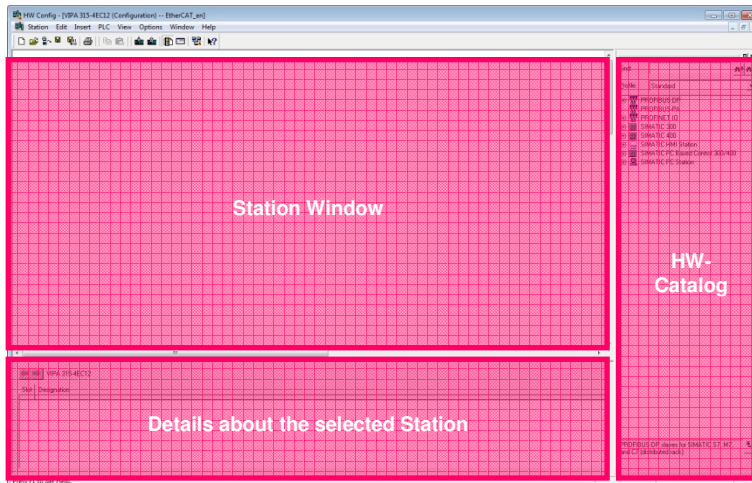 HW Config - [VIPA 315-4EC12 (Configuration) -- EtherCAT_en]
Station Edit Insert PLC View Options Window Help
Find:
Profile: Standard
PROFIBUS-DP
PROFIBUS-PA
PROFINET IO
SIMATIC 300
SIMATIC 400
SIMATIC HMI Station
SIMATIC PC Based Control 300/400
SIMATIC PC Station
Station Window
HW-
Catalog
VIPA 315-4EC12
Slot Designation
Details about the selected Station
PROFIBUS-DP slaves for SIMATIC S7, M7
and C7 (distributed rack)